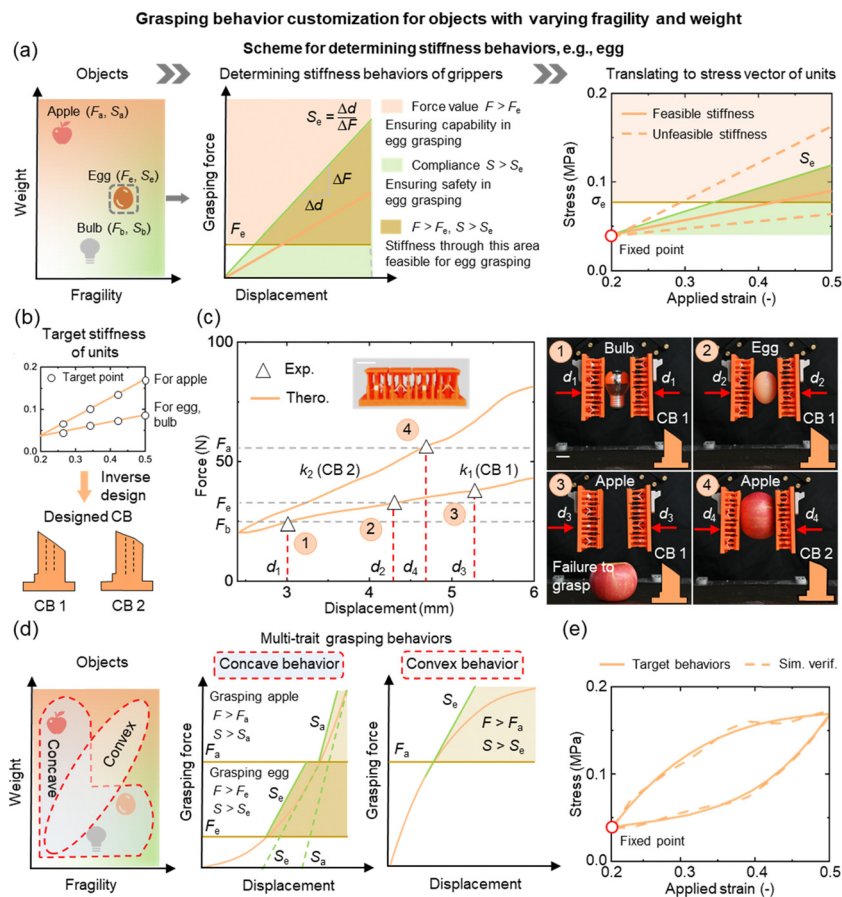 Grasping behavior customization for objects with varying fragility and weight
(a)
Scheme for determining stiffness behaviors, e.g., egg
Objects
Determining stiffness behaviors of grippers
Translating to stress vector of units
Apple (Fa, Sa)
Egg (Fe, Se)
Bulb (Fb, Sb)
Weight
Fragility
Grasping force
Se = Δd/ΔF
ΔF
Δd
Fe
Displacement
Force value F > Fe
Ensuring capability in
egg grasping
Compliance S > Se
Ensuring safety in
egg grasping
F > Fe, S > Se
Stiffness through this area
feasible for egg grasping
Stress (MPa)
0.2
0.1
0.0
σe
Feasible stiffness
Unfeasible stiffness
Se
Fixed point
0.2 0.3 0.4 0.5
Applied strain (-)
(b)
Target stiffness
of units
0.2
0.1
0.0
Target point
For apple
For egg,
bulb
0.2 0.3 0.4 0.5
Inverse
design
Designed CB
CB 1
CB 2
(c)
Force (N)
100
50
0
Fa
Fe
Fb
Exp.
Thero.
k2 (CB 2)
k1 (CB 1)
4
1
2
3
d1
d2
d4
d3
3 4 5 6
Displacement (mm)
1
Bulb
d1
d1
CB 1
2
Egg
d2
d2
CB 1
3
Apple
d3
d3
CB 1
Failure to
grasp
4
Apple
d4
d4
CB 2
(d)
Multi-trait grasping behaviors
Objects
Concave behavior
Convex behavior
Weight
Concave
Convex
Fragility
Grasping force
Grasping apple
F > Fa
S > Sa
Sa
Fa
Grasping egg
F > Fe
S > Se
Se
Fe
Se
Sa
Displacement
Grasping force
Se
Fa
F > Fa
S > Se
Displacement
(e)
Target behaviors
Sim. verif.
Stress (MPa)
0.2
0.1
0.0
Fixed point
0.2 0.3 0.4 0.5
Applied strain (-)